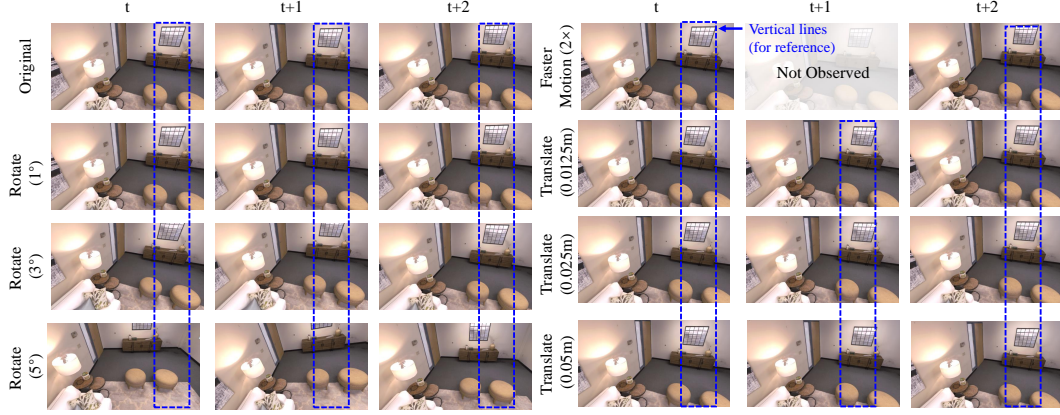 t t+1 t+2 t t+1 t+2
Original
Faster
Motion (2×)
Vertical lines
(for reference)
Not Observed
Rotate
(1°)
Translate
(0.0125m)
Rotate
(3°)
Translate
(0.025m)
Rotate
(5°)
Translate
(0.05m)